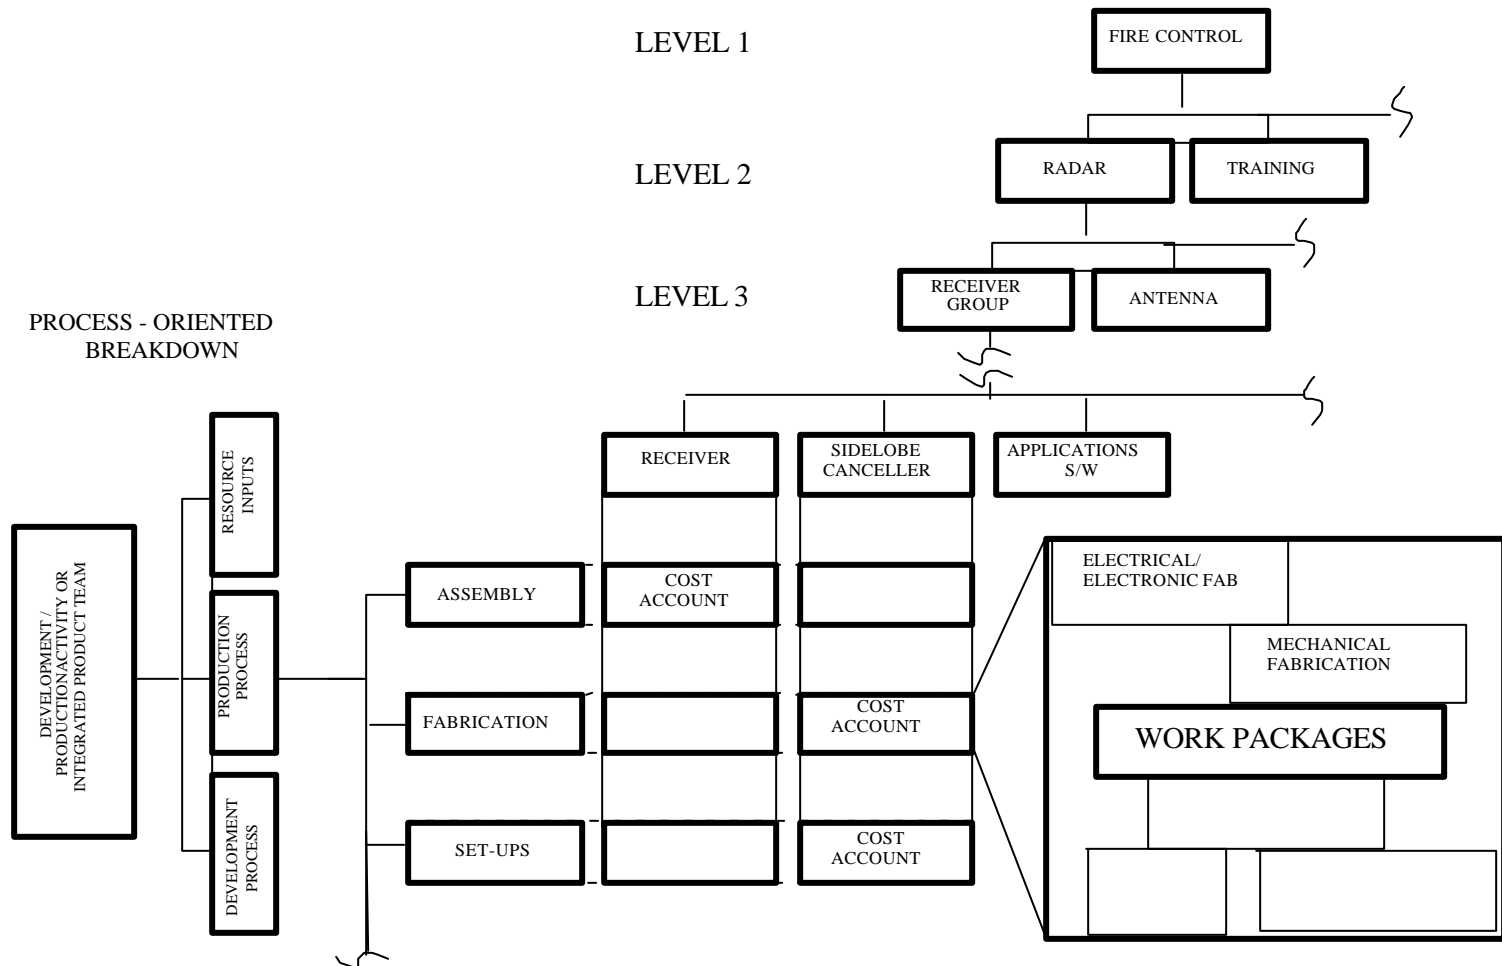 LEVEL 1
FIRE CONTROL
LEVEL 2
RADAR
TRAINING
LEVEL 3
RECEIVER
GROUP
ANTENNA
PROCESS - ORIENTED
BREAKDOWN
RECEIVER
SIDELOBE
CANCELLER
APPLICATIONS
S/W
DEVELOPMENT /
PRODUCTIONACTIVITY OR
INTEGRATED PRODUCT TEAM
RESOURCE
INPUTS
PRODUCTION
PROCESS
DEVELOPMENT
PROCESS
ASSEMBLY
COST
ACCOUNT
FABRICATION
COST
ACCOUNT
SET-UPS
COST
ACCOUNT
ELECTRICAL/
ELECTRONIC FAB
MECHANICAL
FABRICATION
WORK PACKAGES